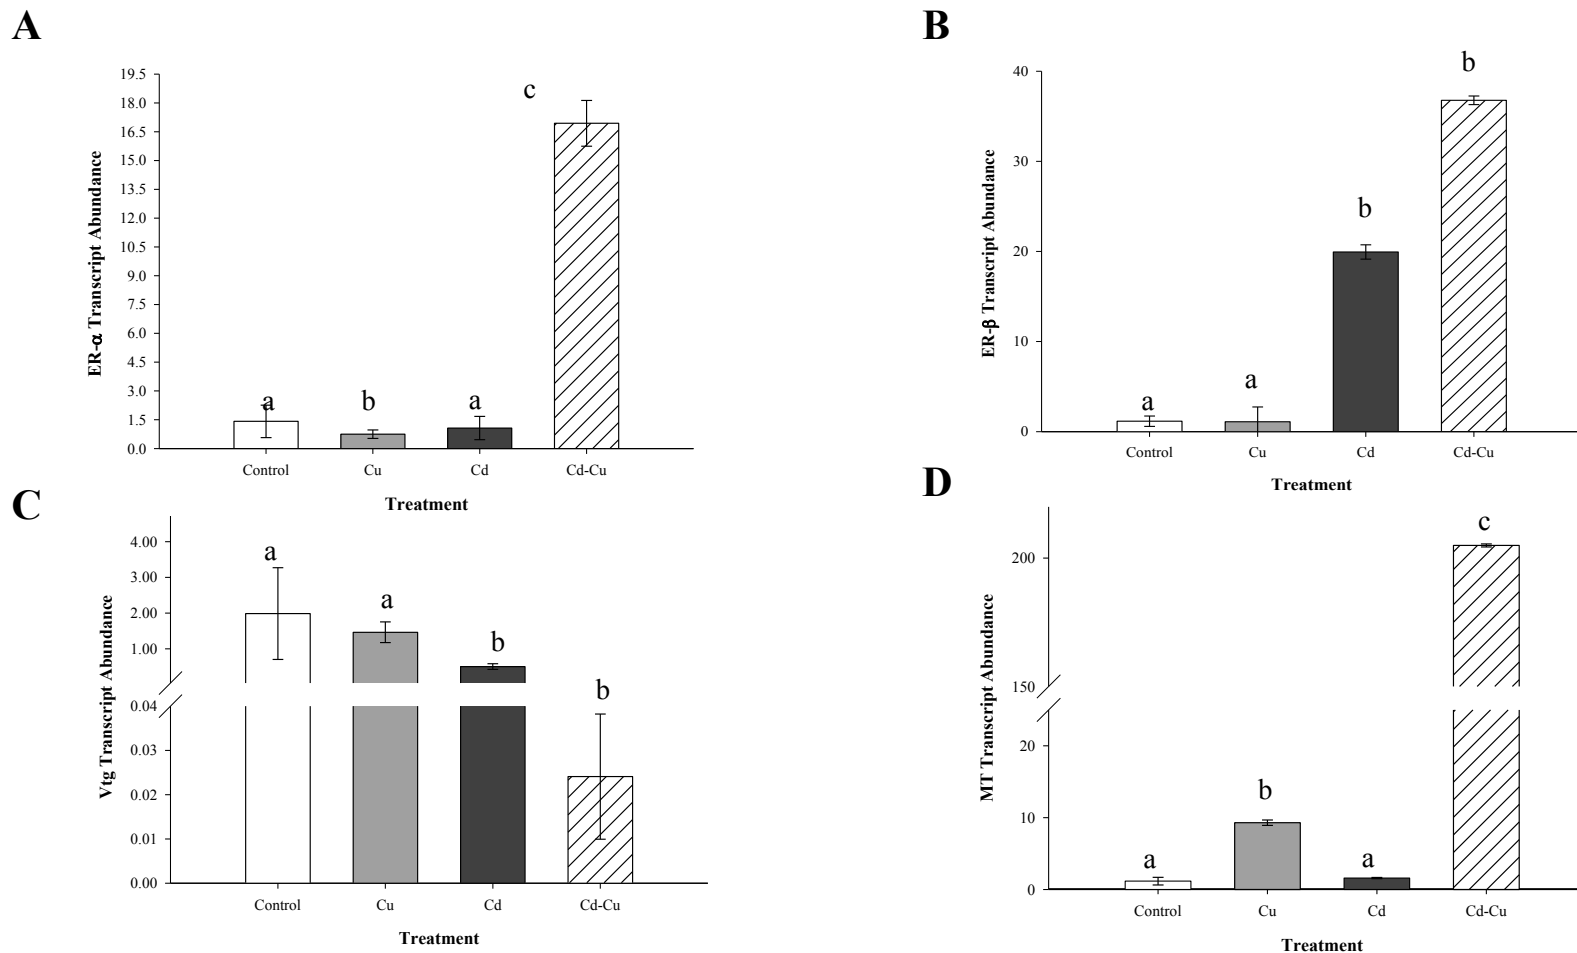 A
ER-α Transcript Abundance
19.5
18.0
16.5
15.0
13.5
12.0
10.5
9.0
7.5
6.0
4.5
3.0
1.5
0.0
a
b
a
c
Control
Cu
Cd
Cd-Cu
Treatment
B
ER-β Transcript Abundance
40
30
20
10
0
a
a
b
b
Control
Cu
Cd
Cd-Cu
Treatment
C
Vtg Transcript Abundance
4.00
3.00
2.00
1.00
0.04
0.03
0.02
0.01
0.00
a
a
b
b
Control
Cu
Cd
Cd-Cu
Treatment
D
MT Transcript Abundance
200
150
20
10
0
a
b
a
c
Control
Cu
Cd
Cd-Cu
Treatment